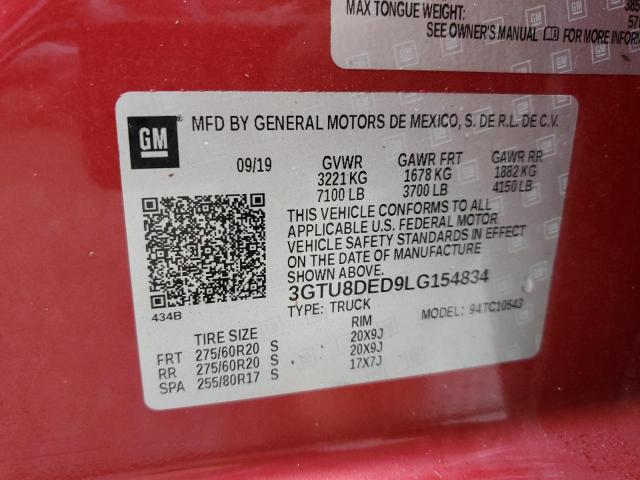 MAX TONGUE WEIGHT:
385
578
SEE OWNER'S MANUAL FOR MORE INFORM
GM
MFD BY GENERAL MOTORS DE MEXICO, S. DE R.L. DE C.V.
09/19 GVWR GAWR FRT GAWR RR
3221 KG 1678 KG 1882 KG
7100 LB 3700 LB 4150 LB
THIS VEHICLE CONFORMS TO ALL
APPLICABLE U.S. FEDERAL MOTOR
VEHICLE SAFETY STANDARDS IN EFFECT
ON THE DATE OF MANUFACTURE
3GTU8DED9LG154834
434B TYPE: TRUCK MODEL: 94TC10543
TIRE SIZE RIM
FRT 275/60R20 S 20X9J
RR 275/60R20 S 20X9J
SPA 255/80R17 S 17X7J